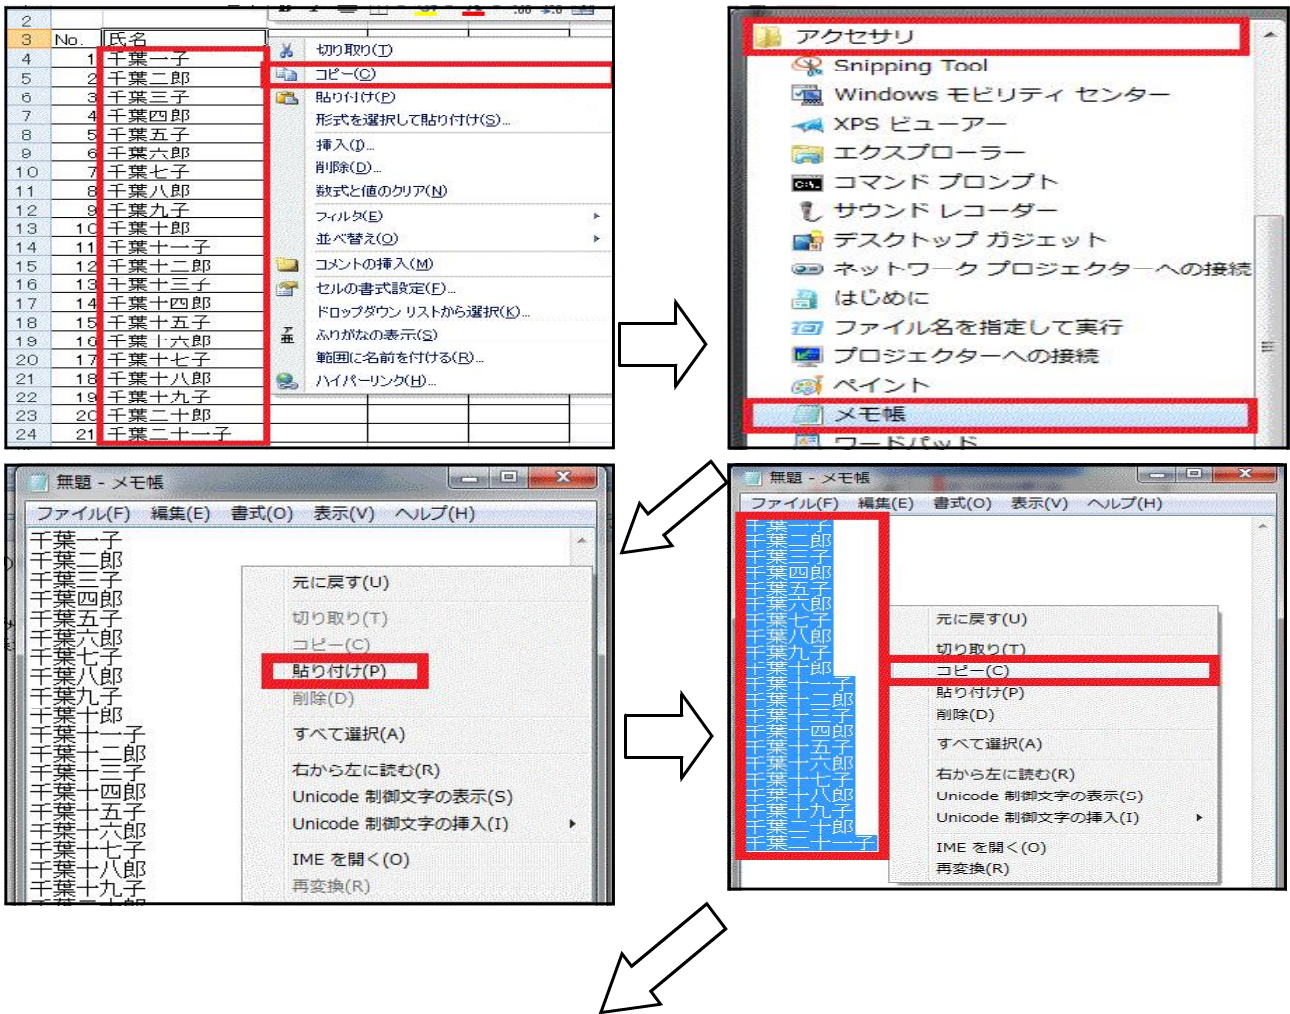 2
3 No. 氏名
4 1 千葉一子
5 2 千葉二郎
6 3 千葉三子
7 4 千葉四郎
8 5 千葉五子
9 6 千葉六郎
10 7 千葉七子
11 8 千葉八郎
12 9 千葉九子
13 10 千葉十郎
14 11 千葉十一子
15 12 千葉十二郎
16 13 千葉十三子
17 14 千葉十四郎
18 15 千葉十五子
19 16 千葉十六郎
20 17 千葉十七子
21 18 千葉十八郎
22 19 千葉十九子
23 20 千葉二十郎
24 21 千葉二十一子
切り取り(T)
コピー(C)
貼り付け(P)
形式を選択して貼り付け(S)...
挿入(I)...
削除(D)...
数式と値のクリア(N)
フィルタ(E)
並べ替え(O)
コメントの挿入(M)
セルの書式設定(F)...
ドロップダウン リストから選択(K)...
ふりがなの表示(S)
範囲に名前を付ける(R)...
ハイパーリンク(H)...
アクセサリ
Snipping Tool
Windows モビリティ センター
XPS ビューアー
エクスプローラー
コマンド プロンプト
サウンド レコーダー
デスクトップ ガジェット
ネットワーク プロジェクターへの接続
はじめに
ファイル名を指定して実行
プロジェクターへの接続
ペイント
メモ帳
ワードパッド
無題 - メモ帳
ファイル(F) 編集(E) 書式(O) 表示(V) ヘルプ(H)
千葉一子
千葉二郎
千葉三子
千葉四郎
千葉五子
千葉六郎
千葉七子
千葉八郎
千葉九子
千葉十郎
千葉十一子
千葉十二郎
千葉十三子
千葉十四郎
千葉十五子
千葉十六郎
千葉十七子
千葉十八郎
千葉十九子
千葉二十郎
元に戻す(U)
切り取り(T)
コピー(C)
貼り付け(P)
削除(D)
すべて選択(A)
右から左に読む(R)
Unicode 制御文字の表示(S)
Unicode 制御文字の挿入(I)
IME を開く(O)
再変換(R)
無題 - メモ帳
ファイル(F) 編集(E) 書式(O) 表示(V) ヘルプ(H)
千葉一子
千葉二郎
千葉三子
千葉四郎
千葉五子
千葉六郎
千葉七子
千葉八郎
千葉九子
千葉十郎
千葉十一子
千葉十二郎
千葉十三子
千葉十四郎
千葉十五子
千葉十六郎
千葉十七子
千葉十八郎
千葉十九子
千葉二十郎
千葉二十一子
元に戻す(U)
切り取り(T)
コピー(C)
貼り付け(P)
削除(D)
すべて選択(A)
右から左に読む(R)
Unicode 制御文字の表示(S)
Unicode 制御文字の挿入(I)
IME を開く(O)
再変換(R)